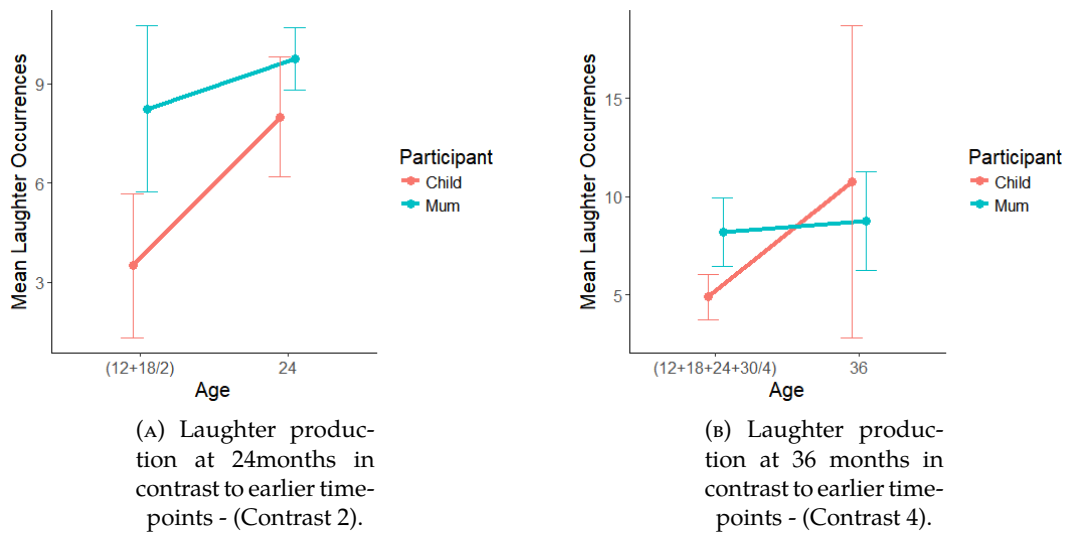 Mean Laughter Occurrences
9
6
3
(12+18/2)
24
Age
Participant
Child
Mum
(A) Laughter produc-
tion at 24months in
contrast to earlier time-
points - (Contrast 2).
Mean Laughter Occurrences
15
10
5
(12+18+24+30/4)
36
Age
Participant
Child
Mum
(B) Laughter produc-
tion at 36 months in
contrast to earlier time-
points - (Contrast 4).